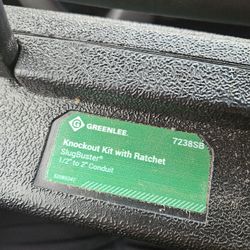 G
GREENLEE
7238SB
Knockout Kit with Ratchet
SlugBuster®
1/2" to 2" Conduit